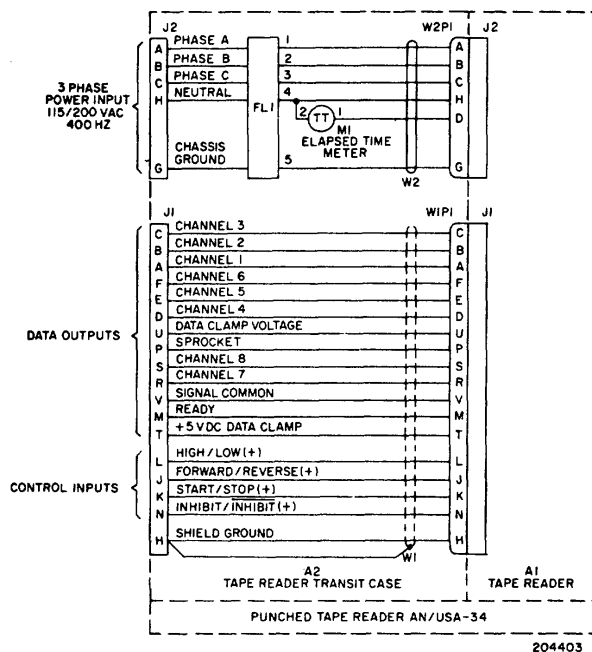 J2 W2P1 J2
A PHASE A 1 A
B PHASE B 2 B
C PHASE C 3 C
H NEUTRAL 4 H
3 PHASE
POWER INPUT
115/200 VAC
400 HZ
FL1
2 TT 1 D
M1
ELAPSED TIME
METER
CHASSIS
GROUND
G 5 G
W2
J1 W1P1 J1
C CHANNEL 3 C
B CHANNEL 2 B
A CHANNEL 1 A
F CHANNEL 6 F
E CHANNEL 5 E
D CHANNEL 4 D
U DATA CLAMP VOLTAGE U
P SPROCKET P
S CHANNEL 8 S
R CHANNEL 7 R
V SIGNAL COMMON V
M READY M
T +5 VDC DATA CLAMP T
DATA OUTPUTS
L HIGH/LOW(+) L
J FORWARD/REVERSE(+) J
K START/STOP(+) K
N INHIBIT/INHIBIT(+) N
CONTROL INPUTS
H SHIELD GROUND H
W1
A2
TAPE READER TRANSIT CASE
A1
TAPE READER
PUNCHED TAPE READER AN/USA-34
204403